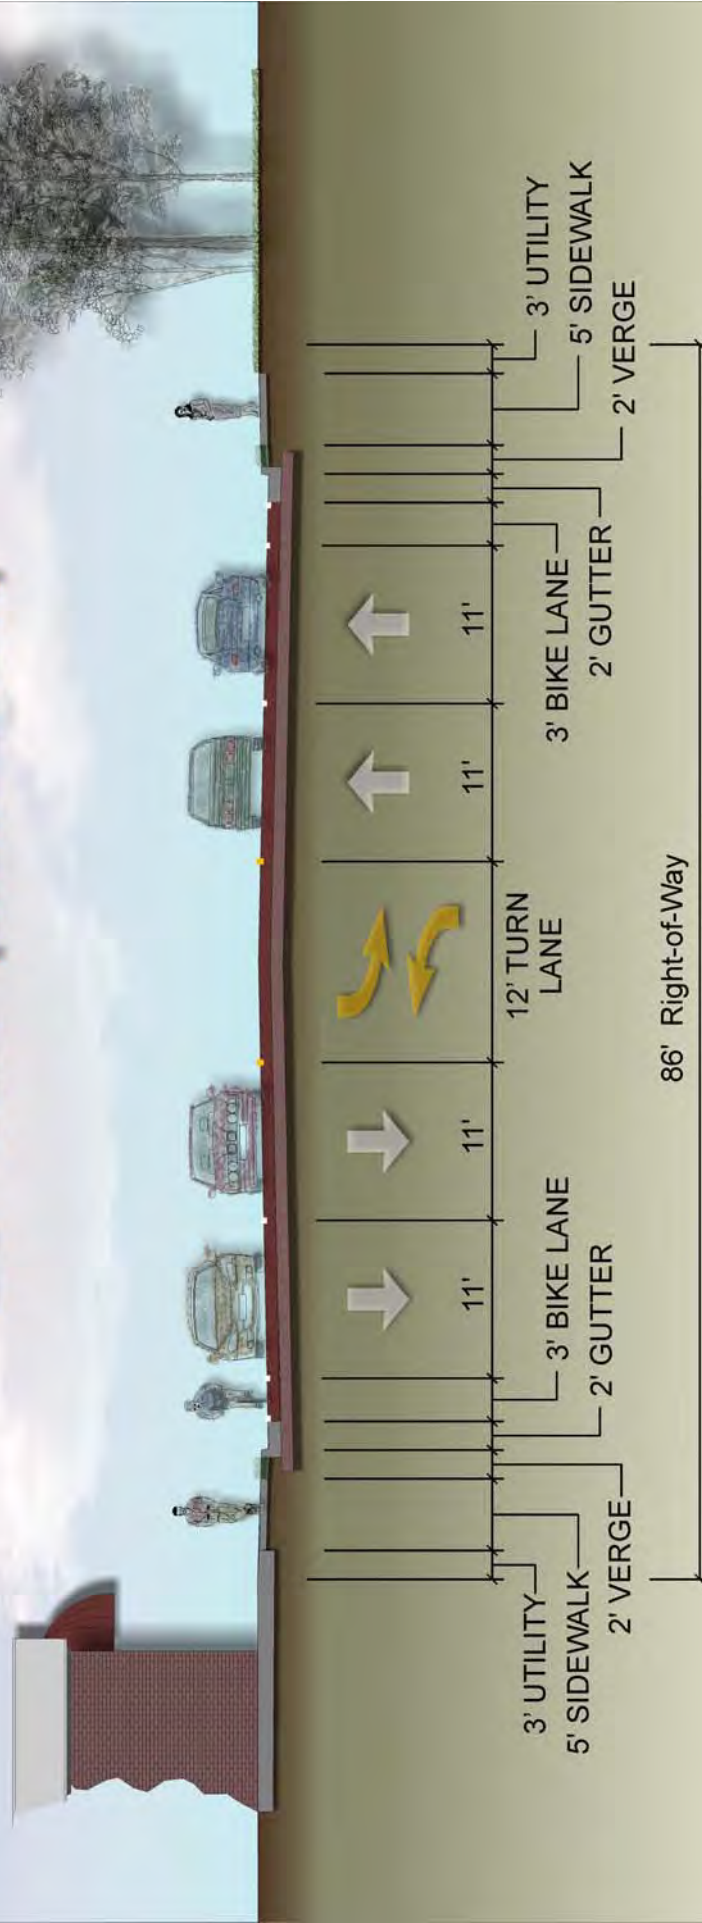 11'
11'
12' TURN
LANE
11'
11'
3' BIKE LANE
2' GUTTER
3' UTILITY
5' SIDEWALK
2' VERGE
3' BIKE LANE
2' GUTTER
3' UTILITY
5' SIDEWALK
2' VERGE
86' Right-of-Way